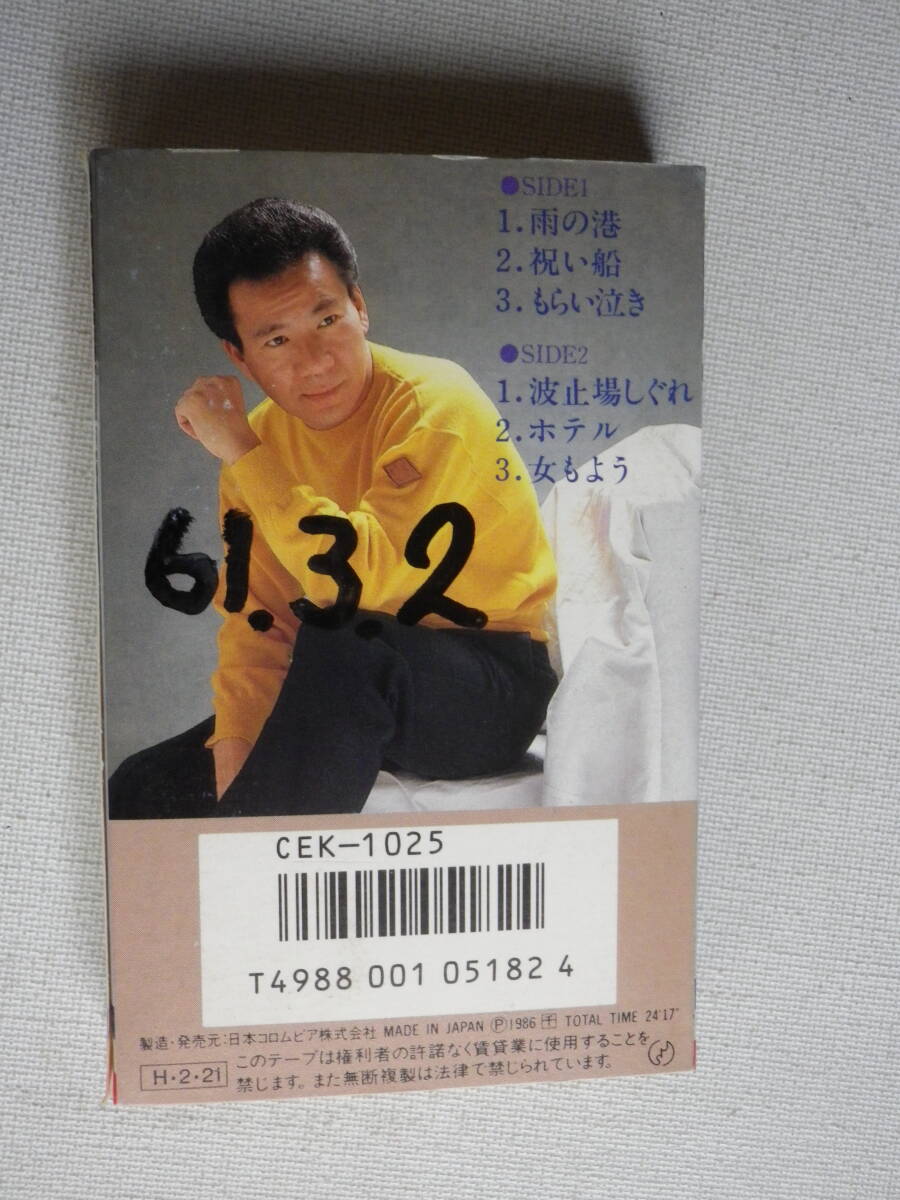 ●SIDE1
1.雨の港
2.祝い船
3.もらい泣き
●SIDE2
1.波止場しぐれ
2.ホテル
3.女もよう
61.3.2
CEK-1025
T4988 001 05182 4
製造・発売元:日本コロムビア株式会社 MADE IN JAPAN Ⓟ1986 千 TOTAL TIME 24'17"
このテープは権利者の許諾なく賃貸業に使用することを
禁じます。また無断複製は法律で禁じられています。
H・2・21